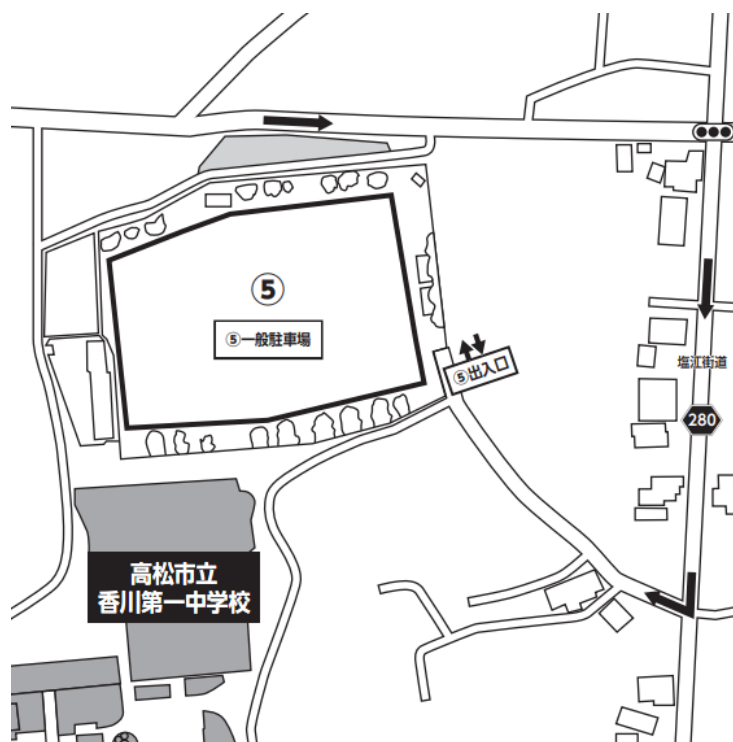 ⑤
⑤一般駐車場
⑤出入口
塩江街道
280
高松市立
香川第一中学校